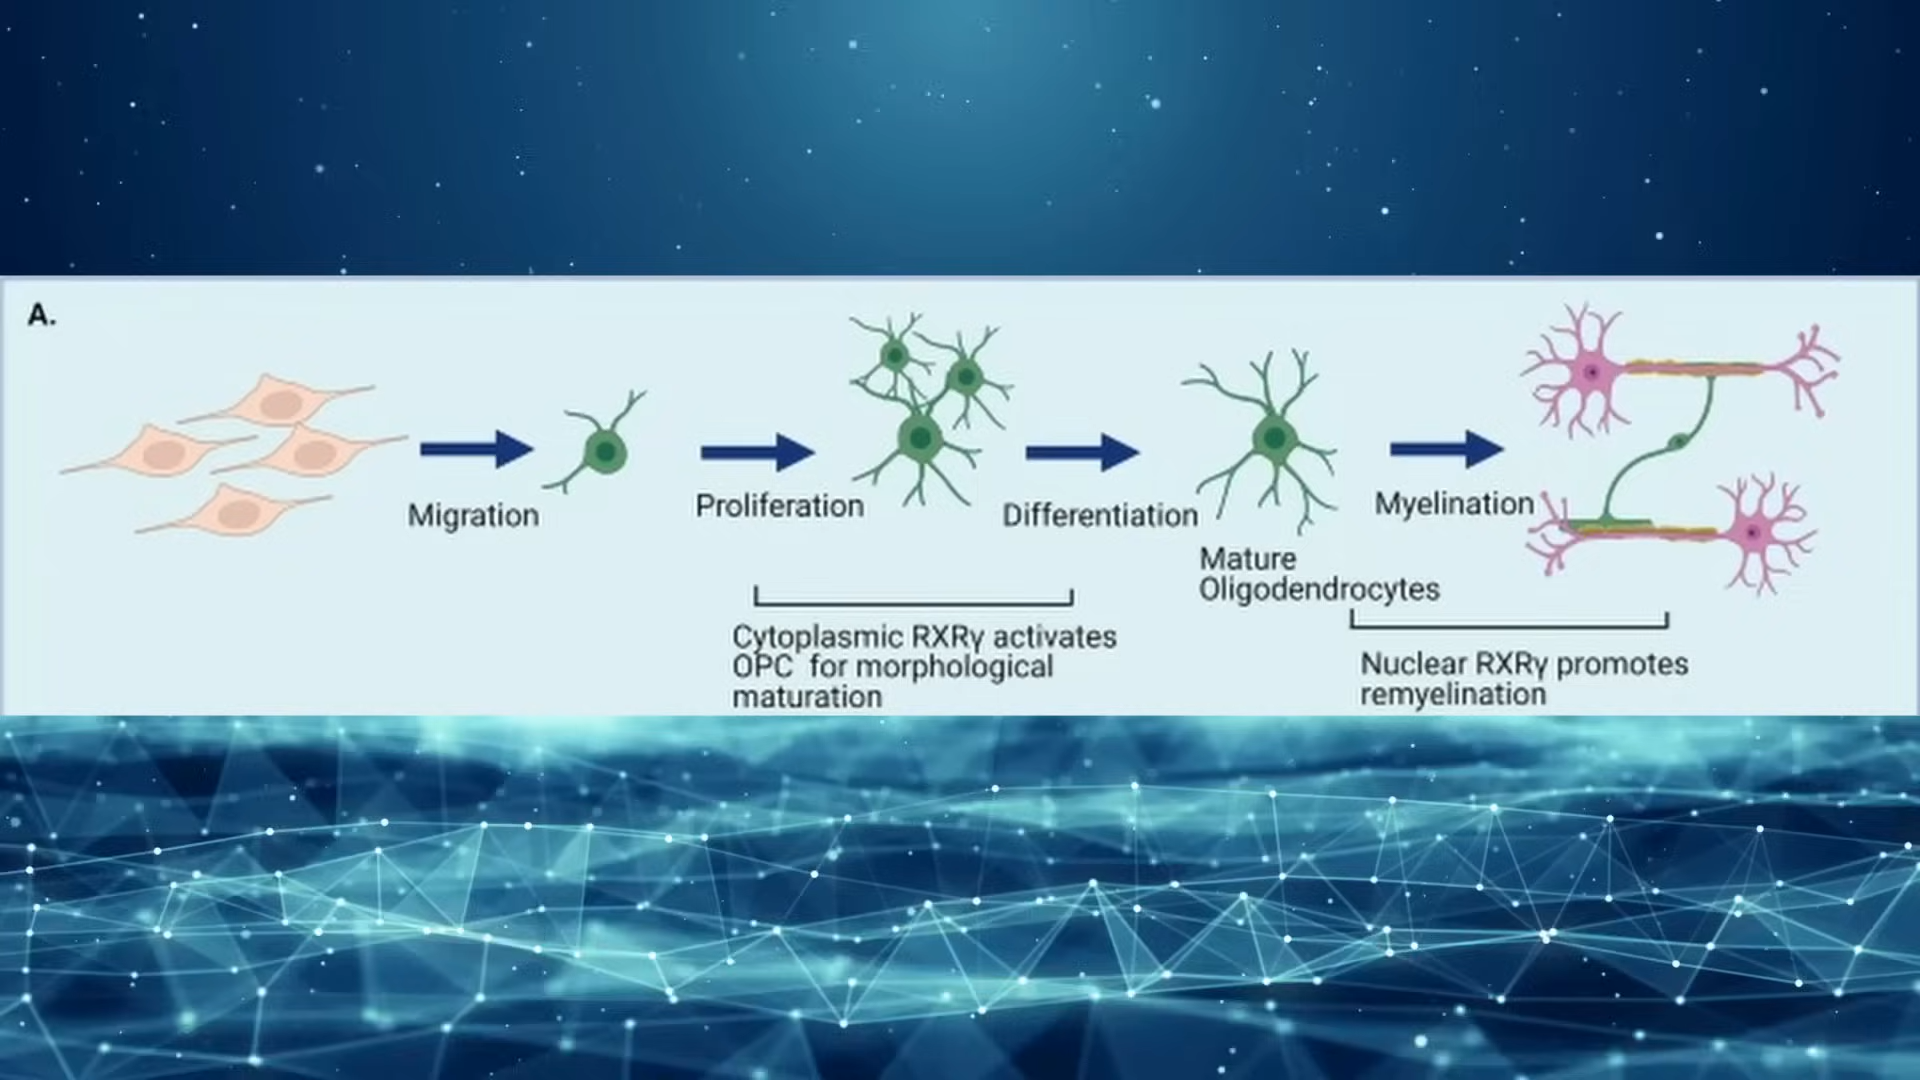 A.
Migration
Proliferation
Differentiation
Mature
Oligodendrocytes
Myelination
Cytoplasmic RXRγ activates
OPC for morphological
maturation
Nuclear RXRγ promotes
remyelination